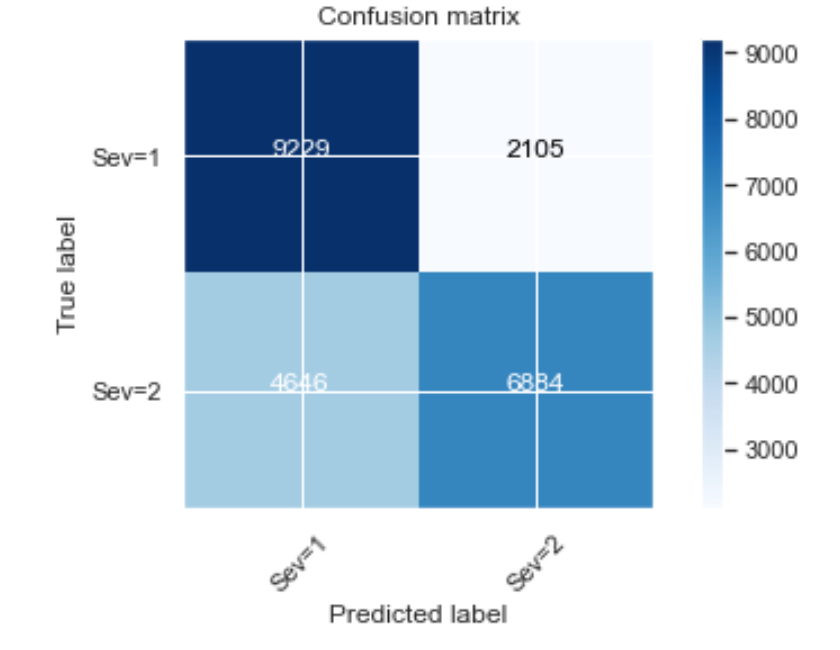 Confusion matrix
Sev=1
9229
2105
Sev=2
4646
6884
True label
Sev=1
Sev=2
Predicted label
9000
8000
7000
6000
5000
4000
3000